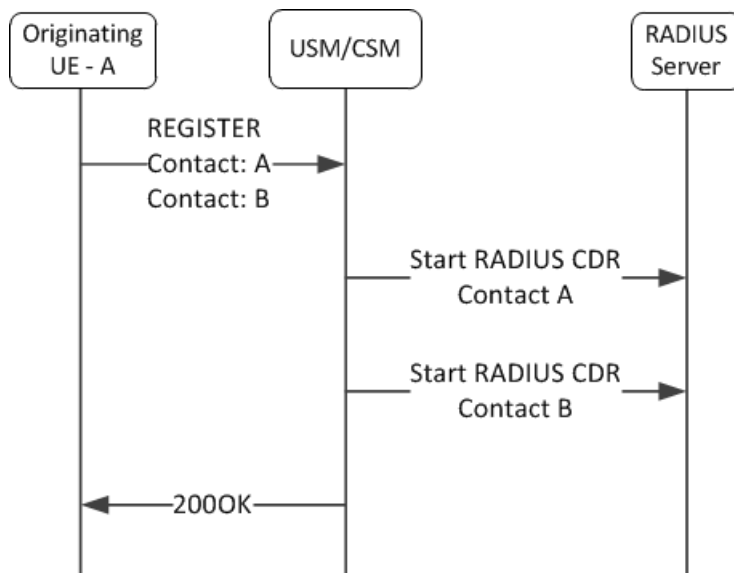 Originating
UE - A
USM/CSM
RADIUS
Server
REGISTER
Contact: A
Contact: B
Start RADIUS CDR
Contact A
Start RADIUS CDR
Contact B
200OK